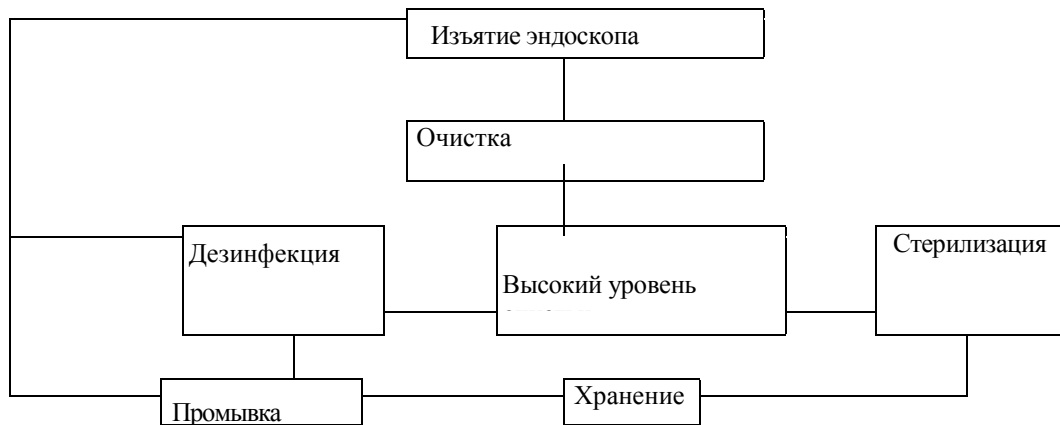 Изъятие эндоскопа
Очистка
Дезинфекция
Высокий уровень
Стерилизация
Промывка
Хранение